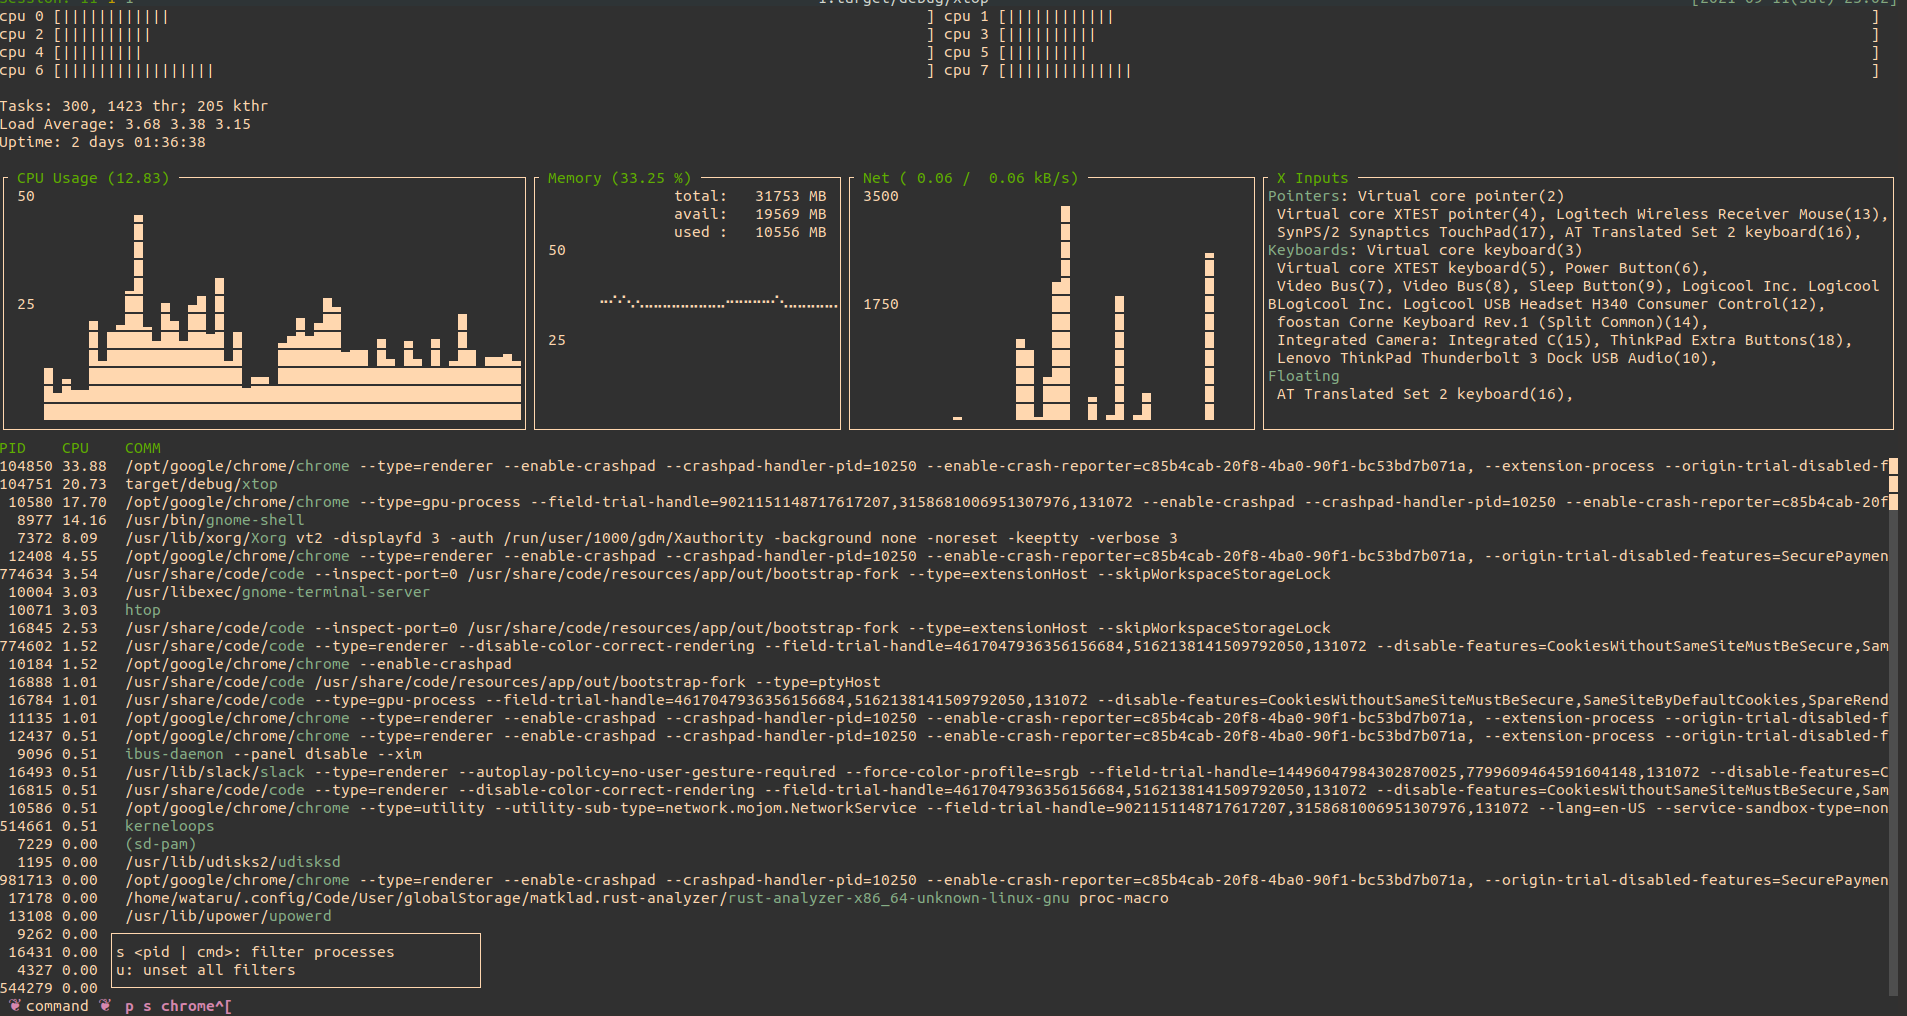 Session: 11 1 1 1:target/debug/xtop [2021-09-11(Sat) 23:02]
cpu 0 [|||||||||||| ] cpu 1 [|||||||||||| ]
cpu 2 [|||||||||| ] cpu 3 [|||||||||| ]
cpu 4 [||||||||| ] cpu 5 [||||||||| ]
cpu 6 [||||||||||||||||| ] cpu 7 [|||||||||||||| ]
Tasks: 300, 1423 thr; 205 kthr
Load Average: 3.68 3.38 3.15
Uptime: 2 days 01:36:38
CPU Usage (12.83)
50
25
Memory (33.25 %)
total: 31753 MB
avail: 19569 MB
used : 10556 MB
50
25
Net ( 0.06 / 0.06 kB/s)
3500
1750
X Inputs
Pointers: Virtual core pointer(2)
Virtual core XTEST pointer(4), Logitech Wireless Receiver Mouse(13),
SynPS/2 Synaptics TouchPad(17), AT Translated Set 2 keyboard(16),
Keyboards: Virtual core keyboard(3)
Virtual core XTEST keyboard(5), Power Button(6),
Video Bus(7), Video Bus(8), Sleep Button(9), Logicool Inc. Logicool
BLogicool Inc. Logicool USB Headset H340 Consumer Control(12),
foostan Corne Keyboard Rev.1 (Split Common)(14),
Integrated Camera: Integrated C(15), ThinkPad Extra Buttons(18),
Lenovo ThinkPad Thunderbolt 3 Dock USB Audio(10),
Floating
AT Translated Set 2 keyboard(16),
PID CPU COMM
104850 33.88 /opt/google/chrome/chrome --type=renderer --enable-crashpad --crashpad-handler-pid=10250 --enable-crash-reporter=c85b4cab-20f8-4ba0-90f1-bc53bd7b071a, --extension-process --origin-trial-disabled-f
104751 20.73 target/debug/xtop
10580 17.70 /opt/google/chrome/chrome --type=gpu-process --field-trial-handle=9021151148717617207,3158681006951307976,131072 --enable-crashpad --crashpad-handler-pid=10250 --enable-crash-reporter=c85b4cab-20f
8977 14.16 /usr/bin/gnome-shell
7372 8.09 /usr/lib/xorg/Xorg vt2 -displayfd 3 -auth /run/user/1000/gdm/Xauthority -background none -noreset -keeptty -verbose 3
12408 4.55 /opt/google/chrome/chrome --type=renderer --enable-crashpad --crashpad-handler-pid=10250 --enable-crash-reporter=c85b4cab-20f8-4ba0-90f1-bc53bd7b071a, --origin-trial-disabled-features=SecurePaymen
774634 3.54 /usr/share/code/code --inspect-port=0 /usr/share/code/resources/app/out/bootstrap-fork --type=extensionHost --skipWorkspaceStorageLock
10004 3.03 /usr/libexec/gnome-terminal-server
10071 3.03 htop
16845 2.53 /usr/share/code/code --inspect-port=0 /usr/share/code/resources/app/out/bootstrap-fork --type=extensionHost --skipWorkspaceStorageLock
774602 1.52 /usr/share/code/code --type=renderer --disable-color-correct-rendering --field-trial-handle=4617047936356156684,5162138141509792050,131072 --disable-features=CookiesWithoutSameSiteMustBeSecure,Sam
10184 1.52 /opt/google/chrome/chrome --enable-crashpad
16888 1.01 /usr/share/code/code /usr/share/code/resources/app/out/bootstrap-fork --type=ptyHost
16784 1.01 /usr/share/code/code --type=gpu-process --field-trial-handle=4617047936356156684,5162138141509792050,131072 --disable-features=CookiesWithoutSameSiteMustBeSecure,SameSiteByDefaultCookies,SpareRend
11135 1.01 /opt/google/chrome/chrome --type=renderer --enable-crashpad --crashpad-handler-pid=10250 --enable-crash-reporter=c85b4cab-20f8-4ba0-90f1-bc53bd7b071a, --extension-process --origin-trial-disabled-f
12437 0.51 /opt/google/chrome/chrome --type=renderer --enable-crashpad --crashpad-handler-pid=10250 --enable-crash-reporter=c85b4cab-20f8-4ba0-90f1-bc53bd7b071a, --extension-process --origin-trial-disabled-f
9096 0.51 ibus-daemon --panel disable --xim
16493 0.51 /usr/lib/slack/slack --type=renderer --autoplay-policy=no-user-gesture-required --force-color-profile=srgb --field-trial-handle=14496047984302870025,7799609464591604148,131072 --disable-features=C
16815 0.51 /usr/share/code/code --type=renderer --disable-color-correct-rendering --field-trial-handle=4617047936356156684,5162138141509792050,131072 --disable-features=CookiesWithoutSameSiteMustBeSecure,Sam
10586 0.51 /opt/google/chrome/chrome --type=utility --utility-sub-type=network.mojom.NetworkService --field-trial-handle=9021151148717617207,3158681006951307976,131072 --lang=en-US --service-sandbox-type=non
514661 0.51 kerneloops
7229 0.00 (sd-pam)
1195 0.00 /usr/lib/udisks2/udisksd
981713 0.00 /opt/google/chrome/chrome --type=renderer --enable-crashpad --crashpad-handler-pid=10250 --enable-crash-reporter=c85b4cab-20f8-4ba0-90f1-bc53bd7b071a, --origin-trial-disabled-features=SecurePaymen
17178 0.00 /home/wataru/.config/Code/User/globalStorage/matklad.rust-analyzer/rust-analyzer-x86_64-unknown-linux-gnu proc-macro
13108 0.00 /usr/lib/upower/upowerd
9262 0.00
16431 0.00 s <pid | cmd>: filter processes
4327 0.00 u: unset all filters
544279 0.00
❦ command ❦ p s chrome^[